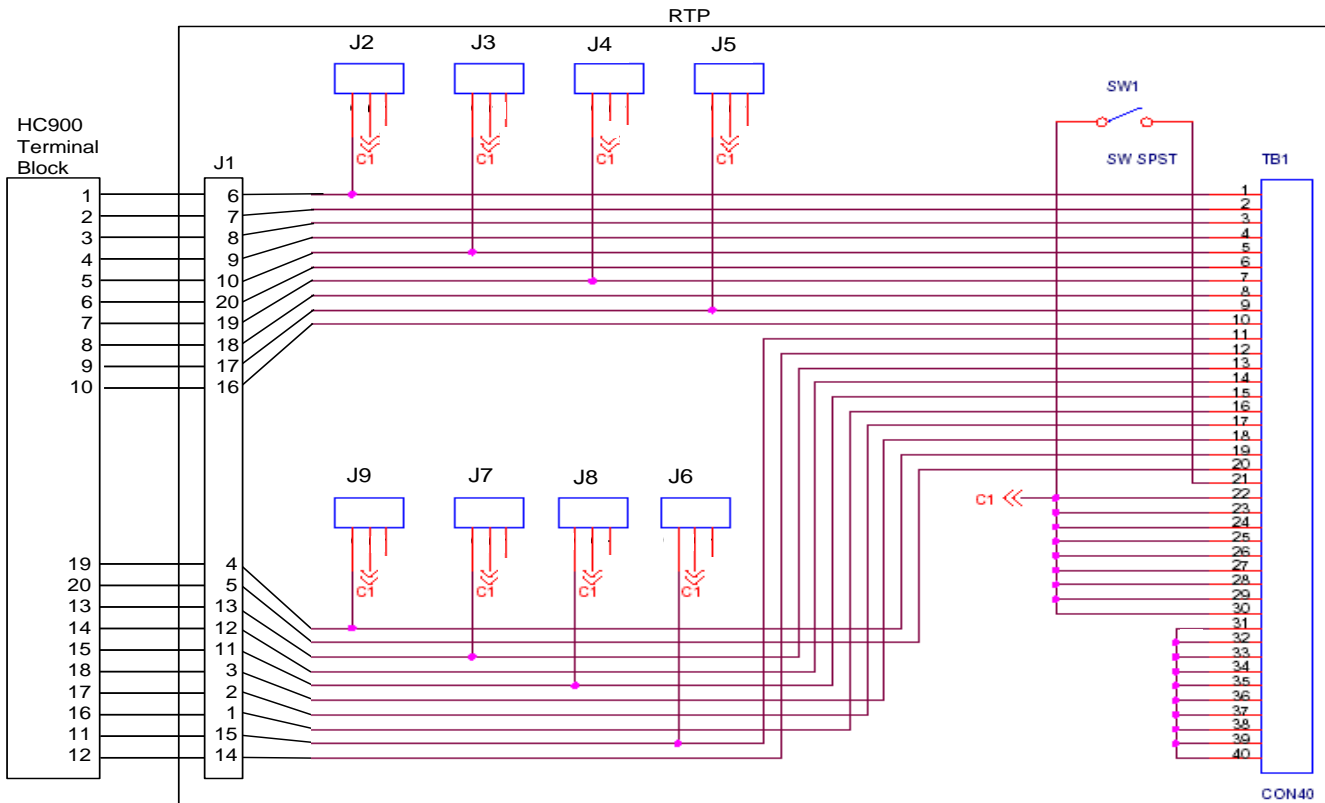 RTP
J2 J3 J4 J5
SW1
HC900
Terminal
Block
J1
C1 C1 C1 C1
SW SPST
TB1
1 6 1
2 7 2
3 8 3
4 9 4
5 10 5
6 20 6
7 19 7
8 18 8
9 17 9
10 16 10
11
12
13
14
15
16
17
18
19
20
21
J9 J7 J8 J6
C1 22
23
24
25
26
27
28
29
30
C1 C1 C1 C1
19 4
20 5
13 13
14 12
15 11
18 3
17 2
16 1
11 15
12 14
31
32
33
34
35
36
37
38
39
40
CON40